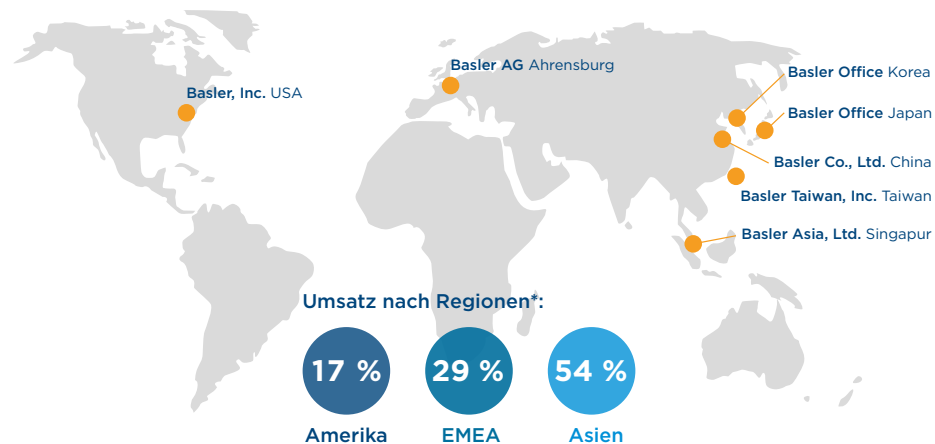 Basler AG Ahrensburg
Basler, Inc. USA
Basler Office Korea
Basler Office Japan
Basler Co., Ltd. China
Basler Taiwan, Inc. Taiwan
Basler Asia, Ltd. Singapur
Umsatz nach Regionen*:
17 %
29 %
54 %
Amerika
EMEA
Asien